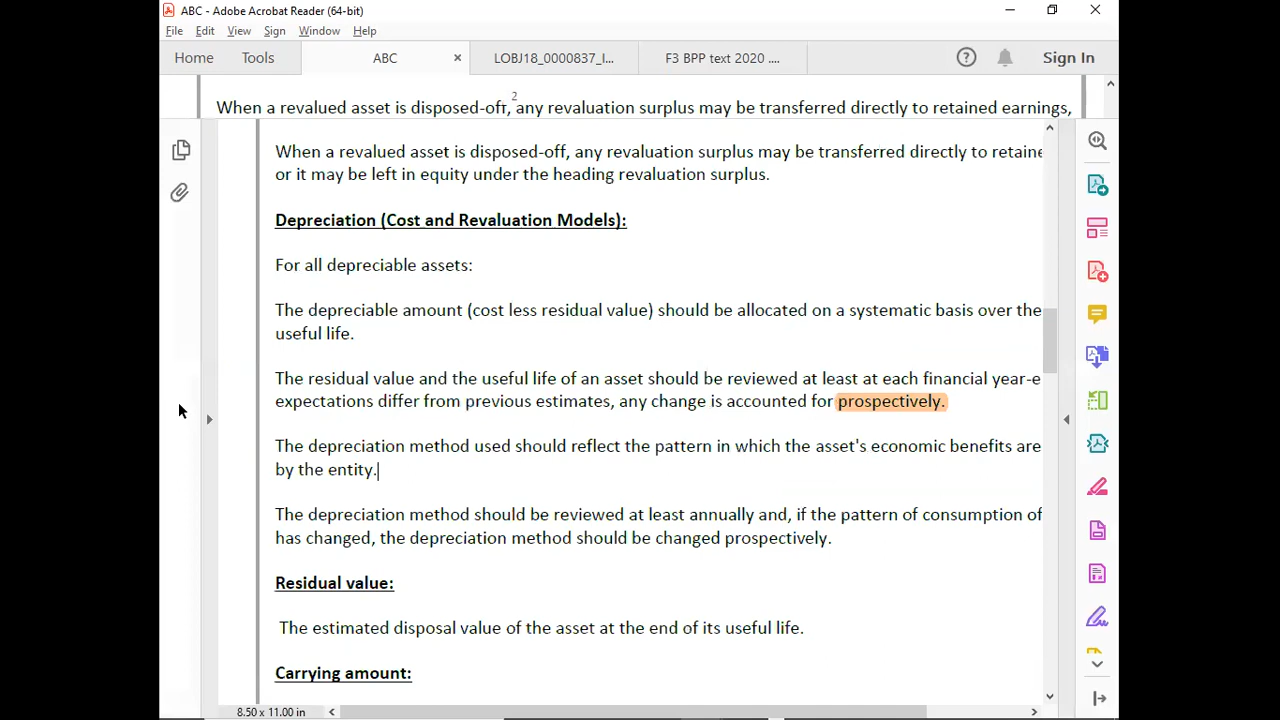 ABC - Adobe Acrobat Reader (64-bit)
File Edit View Sign Window Help
Home Tools ABC × LOBJ18_0000837_I... F3 BPP text 2020 .... Sign In
2
When a revalued asset is disposed-off, any revaluation surplus may be transferred directly to retained earnings,
When a revalued asset is disposed-off, any revaluation surplus may be transferred directly to retaine
or it may be left in equity under the heading revaluation surplus.
Depreciation (Cost and Revaluation Models):
For all depreciable assets:
The depreciable amount (cost less residual value) should be allocated on a systematic basis over the
useful life.
The residual value and the useful life of an asset should be reviewed at least at each financial year-e
expectations differ from previous estimates, any change is accounted for prospectively.
The depreciation method used should reflect the pattern in which the asset's economic benefits are
by the entity.
The depreciation method should be reviewed at least annually and, if the pattern of consumption of
has changed, the depreciation method should be changed prospectively.
Residual value:
The estimated disposal value of the asset at the end of its useful life.
Carrying amount:
8.50 x 11.00 in